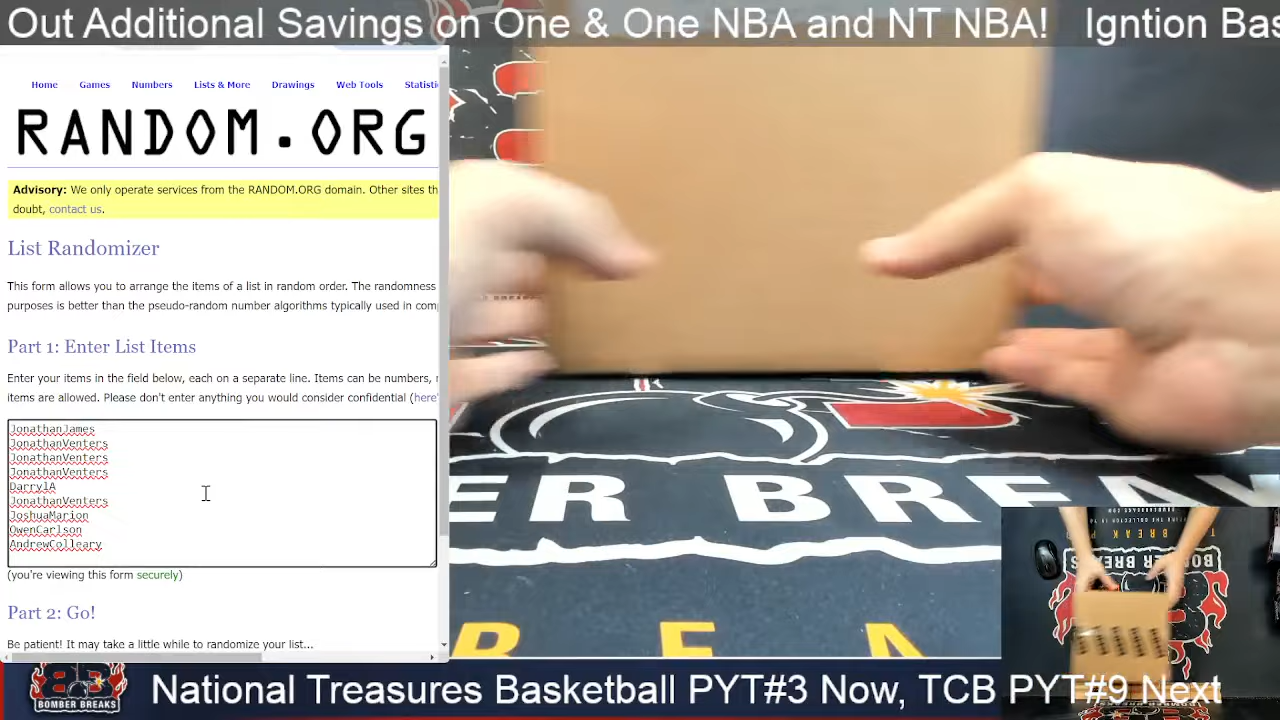 Out Additional Savings on One & One NBA and NT NBA! Igntion Bas
Home Games Numbers Lists & More Drawings Web Tools Statisti
RANDOM.ORG
Advisory: We only operate services from the RANDOM.ORG domain. Other sites th
doubt, contact us.
List Randomizer
This form allows you to arrange the items of a list in random order. The randomness
purposes is better than the pseudo-random number algorithms typically used in com
Part 1: Enter List Items
Enter your items in the field below, each on a separate line. Items can be numbers,
items are allowed. Please don't enter anything you would consider confidential (here'
JonathanJames
JonathanVenters
JonathanVenters
JonathanVenters
DarrylA
JonathanVenters
JoshuaMarion
OwenCarlson
AndrewColleary
(you're viewing this form securely)
Part 2: Go!
Be patient! It may take a little while to randomize your list...
BER BREA
B E A
BOMBER BREAKS
BOMBER BREAKS
National Treasures Basketball PYT#3 Now, TCB PYT#9 Next